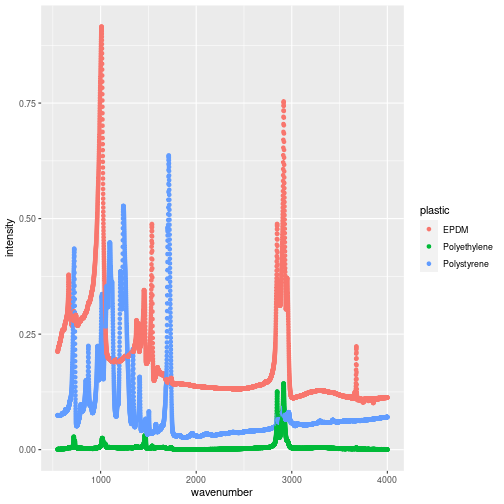 0.75
0.50
0.25
0.00
intensity
1000
2000
3000
4000
wavenumber
plastic
EPDM
Polyethylene
Polystyrene